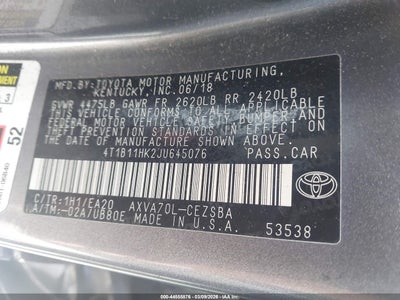 MFD.BY:TOYOTA MOTOR MANUFACTURING,
KENTUCKY, INC. 06/18
GVWR 4475LB GAWR FR 2620LB RR 2420LB
THIS VEHICLE CONFORMS TO ALL APPLICABLE
FEDERAL MOTOR VEHICLE SAFETY, BUMPER, AND
THEFT PREVENTION STANDARDS IN EFFECT ON
THE DATE OF MANUFACTURE SHOWN ABOVE.
4T1B11HK2JU645076 PASS.CAR
C/TR:1H1/EA20 AXVA70L-CEZSBA
A/TM:-02A/UB80E MADE IN U.S.A.
TOYOTA
53538
52
000-44558876 | 03/09/2026 - IAA